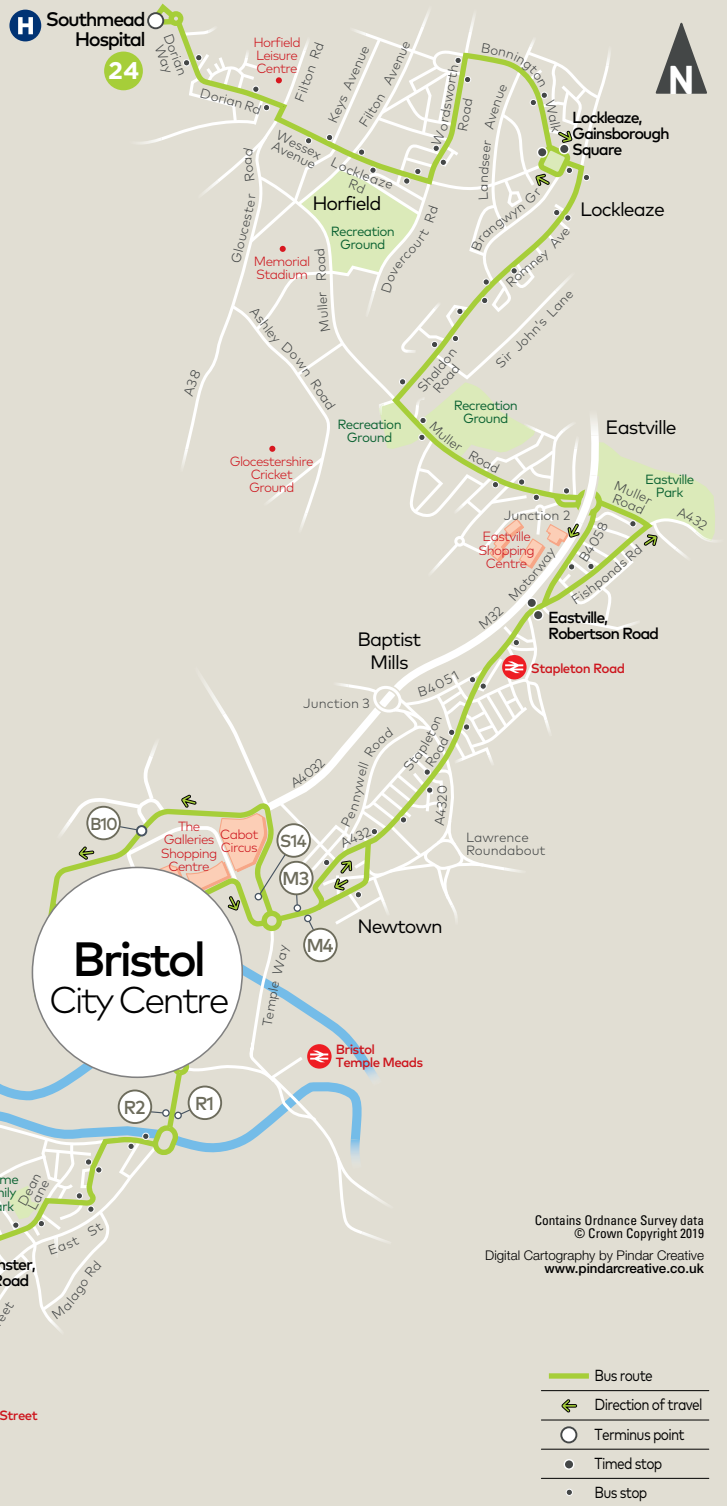 H
Southmead
Hospital
24
Dorian
Way
Dorian Rd
Horfield
Leisure
Centre
Filton Rd
Keys Avenue
Filton Avenue
Wessex
Avenue
Lockleaze
Rd
Wordsworth
Road
Bonnington
Walk
Landseer Avenue
N
Lockleaze,
Gainsborough
Square
Brangwyn Gr
Lockleaze
Horfield
Recreation
Ground
Gloucester Road
Memorial
Stadium
Muller Road
Dovercourt Rd
Romney Ave
Sir John's Lane
Ashley Down Road
A38
Shaldon
Road
Recreation
Ground
Recreation
Ground
Muller Road
Eastville
Glocestershire
Cricket
Ground
Eastville
Park
Muller
Road
A432
Junction 2
Eastville
Shopping
Centre
B4058
Fishponds Rd
M32 Motorway
Eastville,
Robertson Road
Baptist
Mills
Stapleton Road
B4051
Junction 3
Stapleton
Road
Pennywell Road
A4032
A4320
A432
Lawrence
Roundabout
B10
The
Galleries
Shopping
Centre
Cabot
Circus
S14
M3
M4
Newtown
Bristol
City Centre
Temple Way
Bristol
Temple Meads
R2
R1
me
ily
ark
Dean
Lane
East St
Malago Rd
nster,
Road
reet
Street
Contains Ordnance Survey data
© Crown Copyright 2019
Digital Cartography by Pindar Creative
www.pindarcreative.co.uk
Bus route
Direction of travel
Terminus point
Timed stop
Bus stop